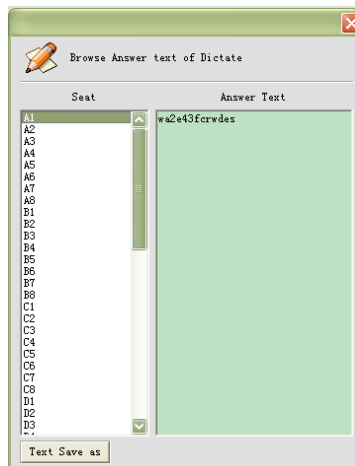 Browse Answer text of Dictate
Seat
Answer Text
A1
wa2e43fcrwdes
A2
A3
A4
A5
A6
A7
A8
B1
B2
B3
B4
B5
B6
B7
B8
C1
C2
C3
C4
C5
C6
C7
C8
D1
D2
D3
Text Save as